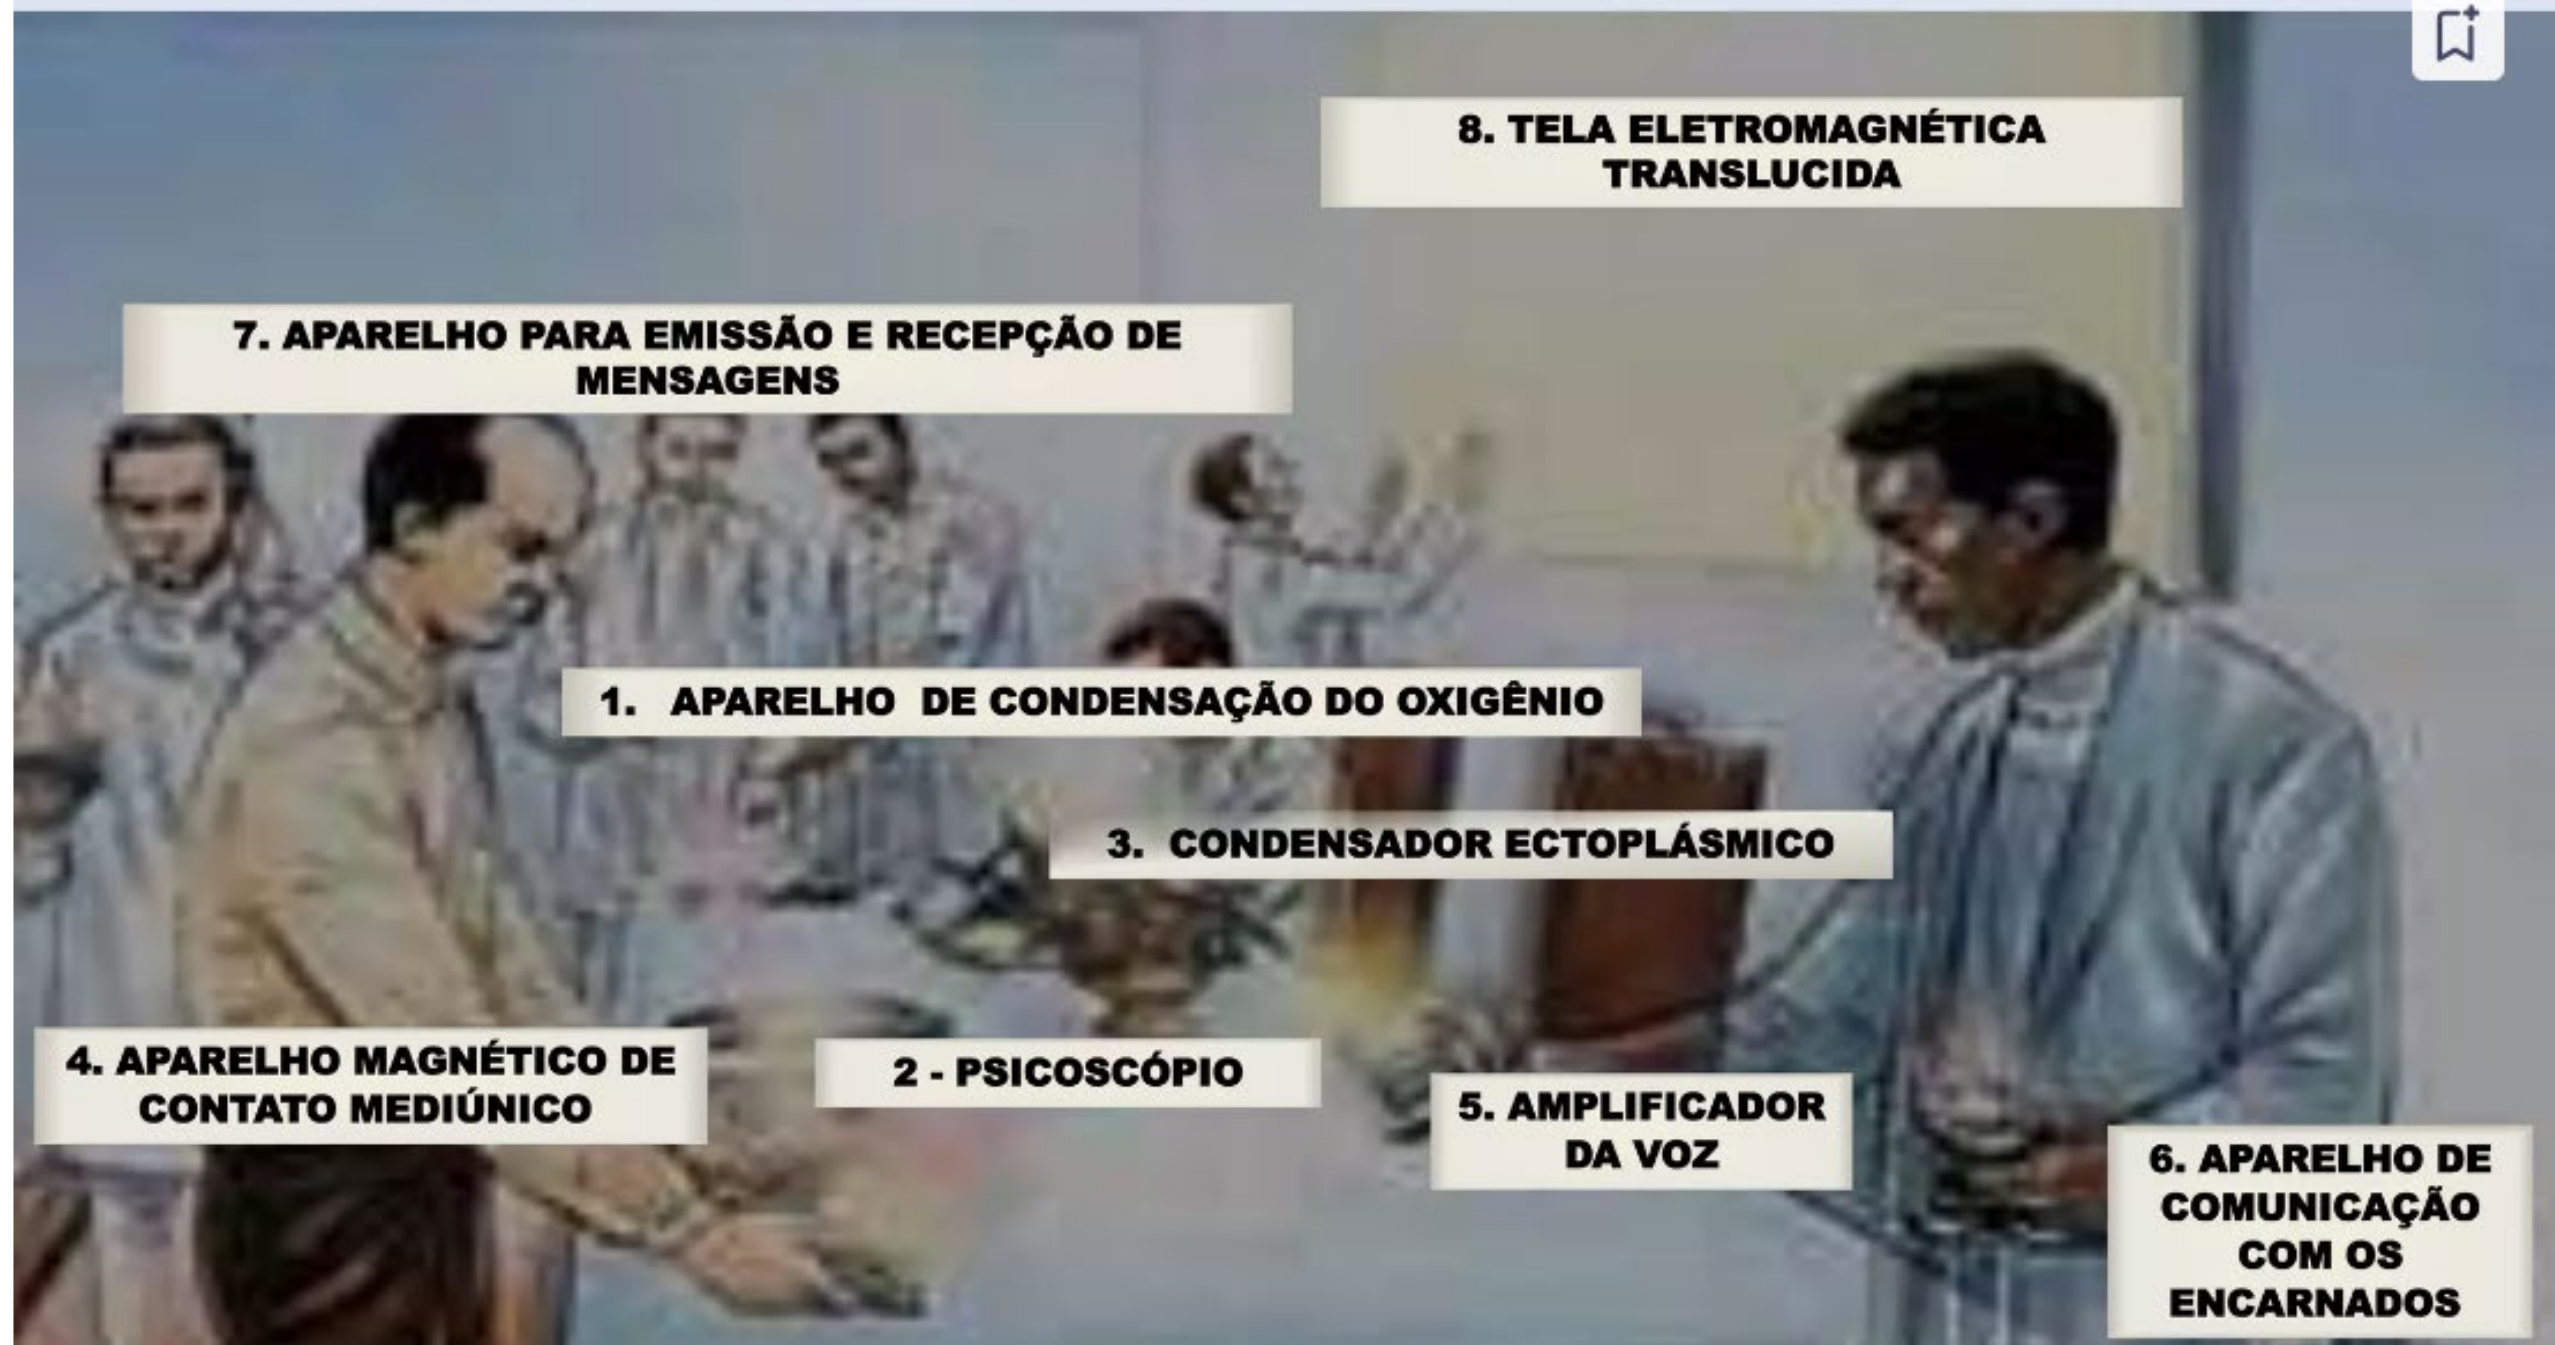 8. TELA ELETROMAGNÉTICA
TRANSLUCIDA
7. APARELHO PARA EMISSÃO E RECEPÇÃO DE
MENSAGENS
1. APARELHO DE CONDENSAÇÃO DO OXIGÊNIO
3. CONDENSADOR ECTOPLÁSMICO
4. APARELHO MAGNÉTICO DE
CONTATO MEDIÚNICO
2 - PSICOSCÓPIO
5. AMPLIFICADOR
DA VOZ
6. APARELHO DE
COMUNICAÇÃO
COM OS
ENCARNADOS